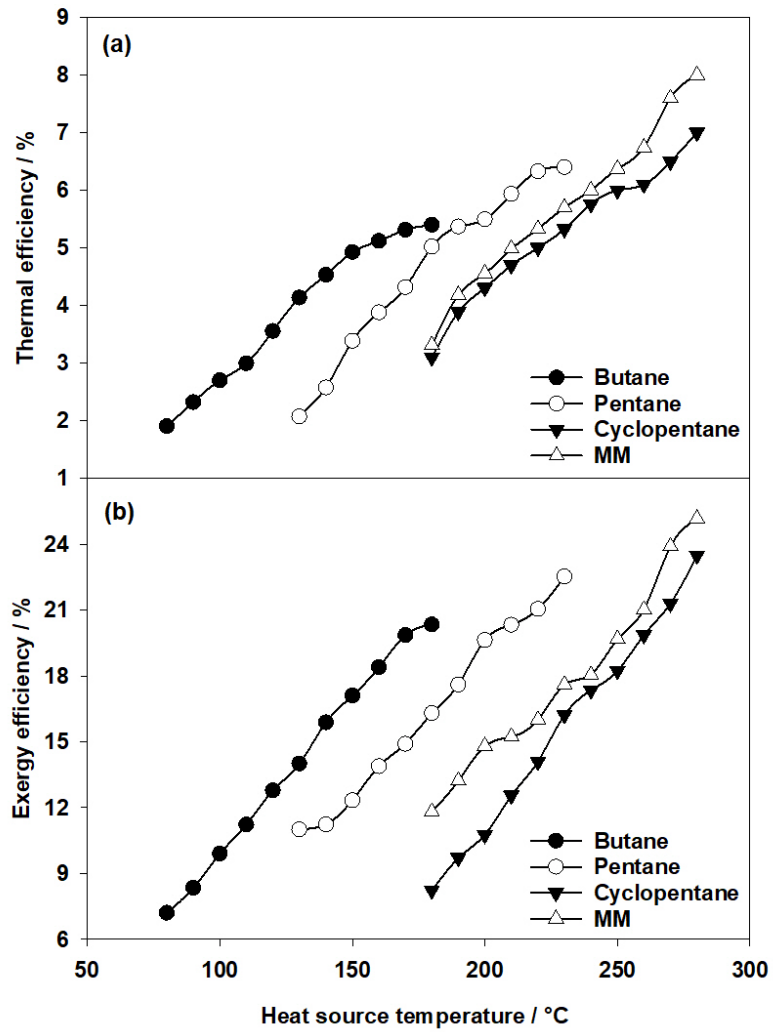 (a)
Thermal efficiency / %
9
8
7
6
5
4
3
2
1
Butane
Pentane
Cyclopentane
MM
(b)
Exergy efficiency / %
24
21
18
15
12
9
6
Butane
Pentane
Cyclopentane
MM
50 100 150 200 250 300
Heat source temperature / °C